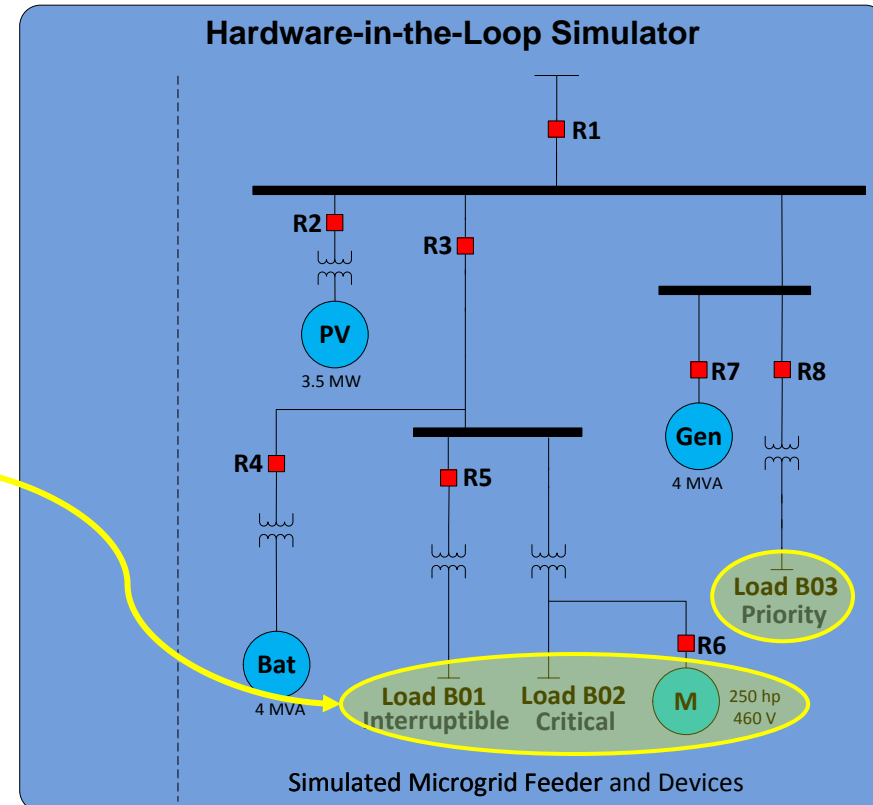 Hardware-in-the-Loop Simulator
R1
R2
R3
PV
3.5 MW
R7
R8
Gen
4 MVA
R4
R5
Load B03
Priority
R6
Bat
4 MVA
Load B01
Interruptible
Load B02
Critical
M
250 hp
460 V
Simulated Microgrid Feeder and Devices